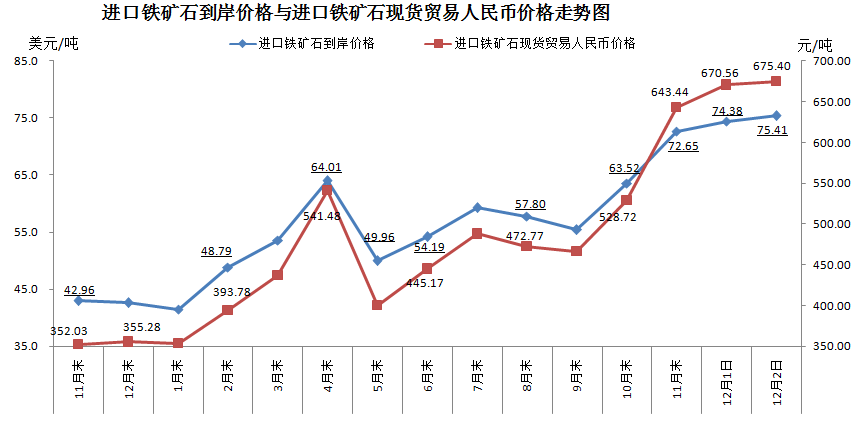 进口铁矿石到岸价格与进口铁矿石现货贸易人民币价格走势图
美元/吨
进口铁矿石到岸价格
进口铁矿石现货贸易人民币价格
元/吨
85.0
75.0
65.0
55.0
45.0
35.0
700.00
650.00
600.00
550.00
500.00
450.00
400.00
350.00
42.96
48.79
64.01
49.96
54.19
57.80
63.52
72.65
74.38
75.41
352.03
355.28
393.78
541.48
445.17
472.77
528.72
643.44
670.56
675.40
11月末
12月末
1月末
2月末
3月末
4月末
5月末
6月末
7月末
8月末
9月末
10月末
11月末
12月1日
12月2日